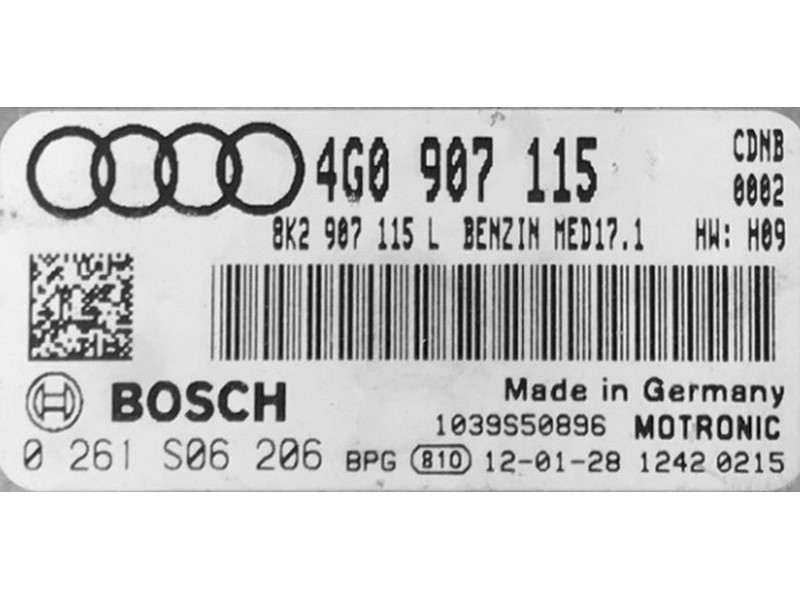 4G0 907 115 CDNB
0002
8K2 907 115 L BENZIN MED17.1 HW: H09
BOSCH Made in Germany
1039S50896 MOTRONIC
0 261 S06 206 BPG 810 12-01-28 1242 0215